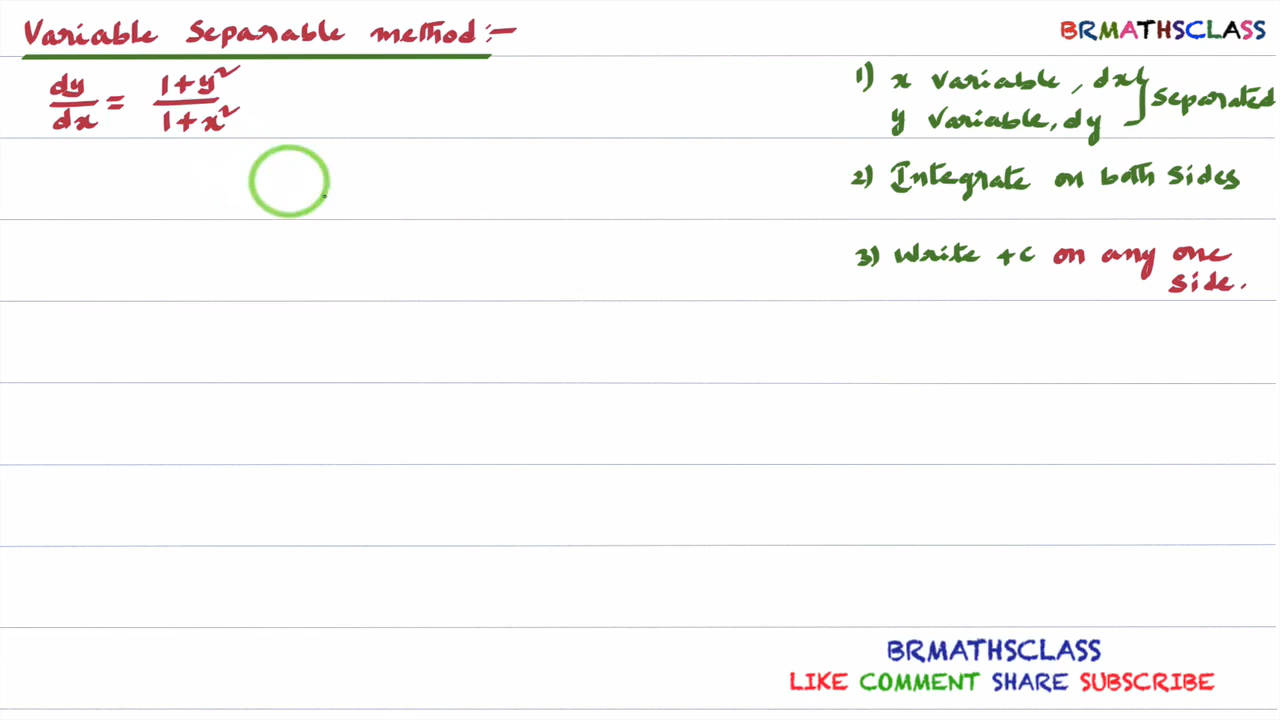 Variable Separable method :-
BRMATHSCLASS
dy/dx = 1+y²/1+x²
1) x variable, dx } Separated
y variable, dy
2) Integrate on both sides
3) Write +c on any one
side.
BRMATHSCLASS
LIKE COMMENT SHARE SUBSCRIBE